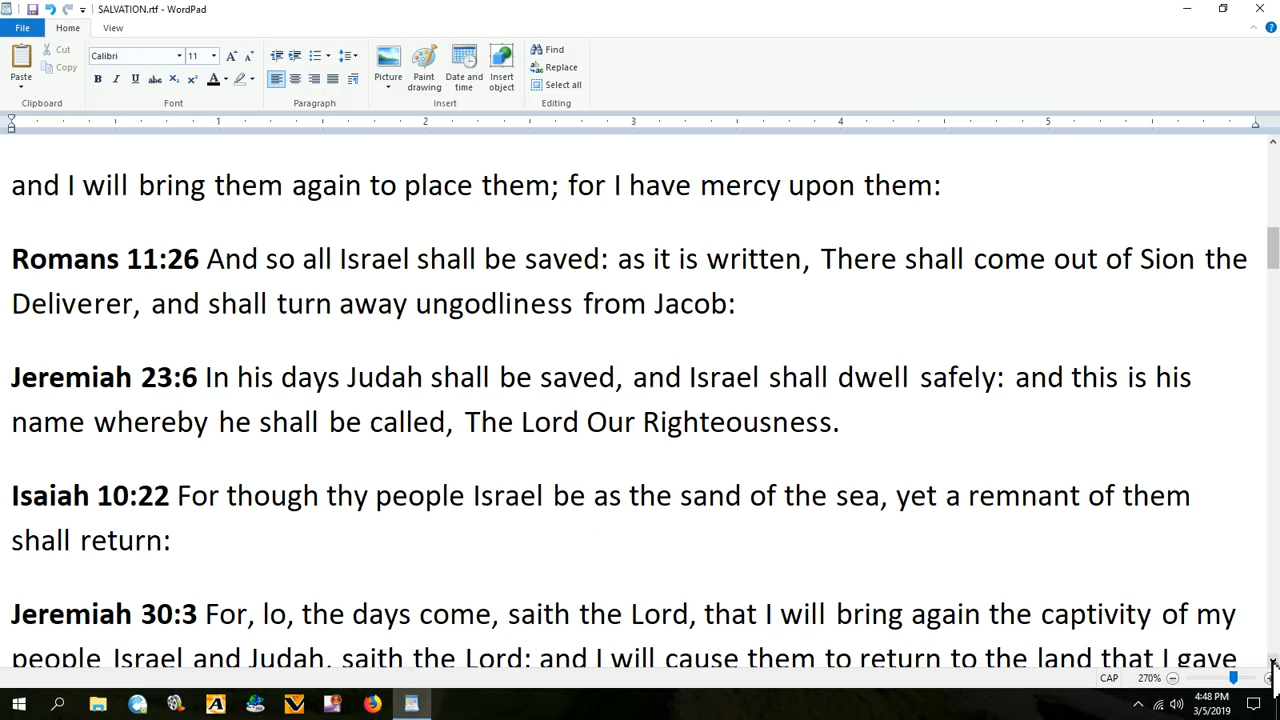 SALVATION.rtf - WordPad
File Home View
Paste
Cut
Copy
Clipboard
Calibri 11
B I U abc X₂ X² A
Font
Paragraph
Picture
Paint drawing
Date and time
Insert object
Insert
Find
Replace
Select all
Editing
1 2 3 4 5
and I will bring them again to place them; for I have mercy upon them:
Romans 11:26 And so all Israel shall be saved: as it is written, There shall come out of Sion the
Deliverer, and shall turn away ungodliness from Jacob:
Jeremiah 23:6 In his days Judah shall be saved, and Israel shall dwell safely: and this is his
name whereby he shall be called, The Lord Our Righteousness.
Isaiah 10:22 For though thy people Israel be as the sand of the sea, yet a remnant of them
shall return:
Jeremiah 30:3 For, lo, the days come, saith the Lord, that I will bring again the captivity of my
people Israel and Judah, saith the Lord: and I will cause them to return to the land that I gave
CAP 270%
4:48 PM
3/5/2019